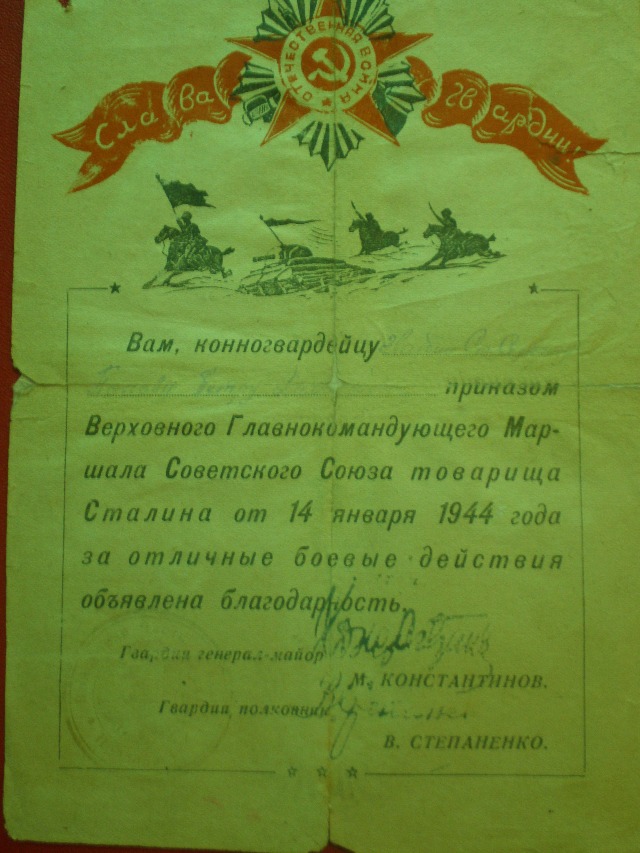 ОТЕЧЕСТВЕННАЯ ВОЙНА
Слава гвардии!
Вам, конногвардейцу
приказом
Верховного Главнокомандующего Мар-
шала Советского Союза товарища
Сталина от 14 января 1944 года
за отличные боевые действия
объявлена благодарность.
Гвардии генерал-майор
М. КОНСТАНТИНОВ.
Гвардии полковник
В. СТЕПАНЕНКО.